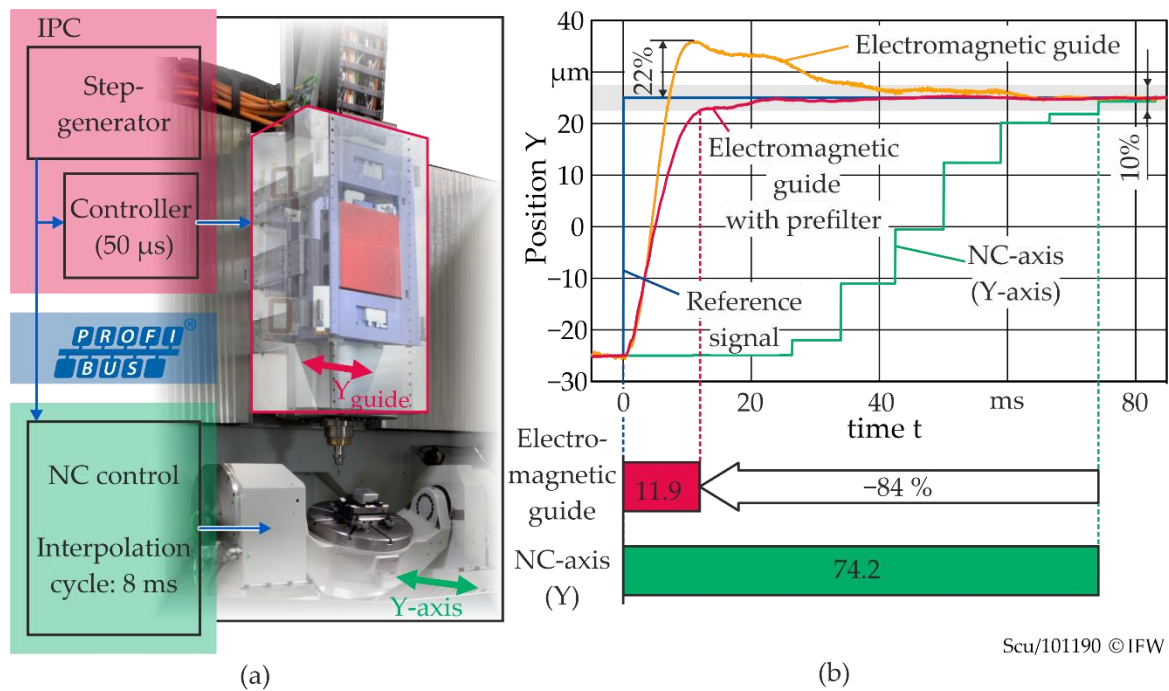 IPC
Step-
generator
Controller
(50 µs)
PROFI®
BUS
NC control
Interpolation
cycle: 8 ms
Y guide
Y-axis
(a)
40
µm
20
10
0
−10
−20
−30
Position Y
22%
Electromagnetic guide
Electromagnetic
guide
with prefilter
10%
NC-axis
(Y-axis)
Reference
signal
0
20
40
ms
80
time t
Electro-
magnetic
guide
11.9
−84 %
NC-axis
(Y)
74.2
Scu/101190 © IFW
(b)